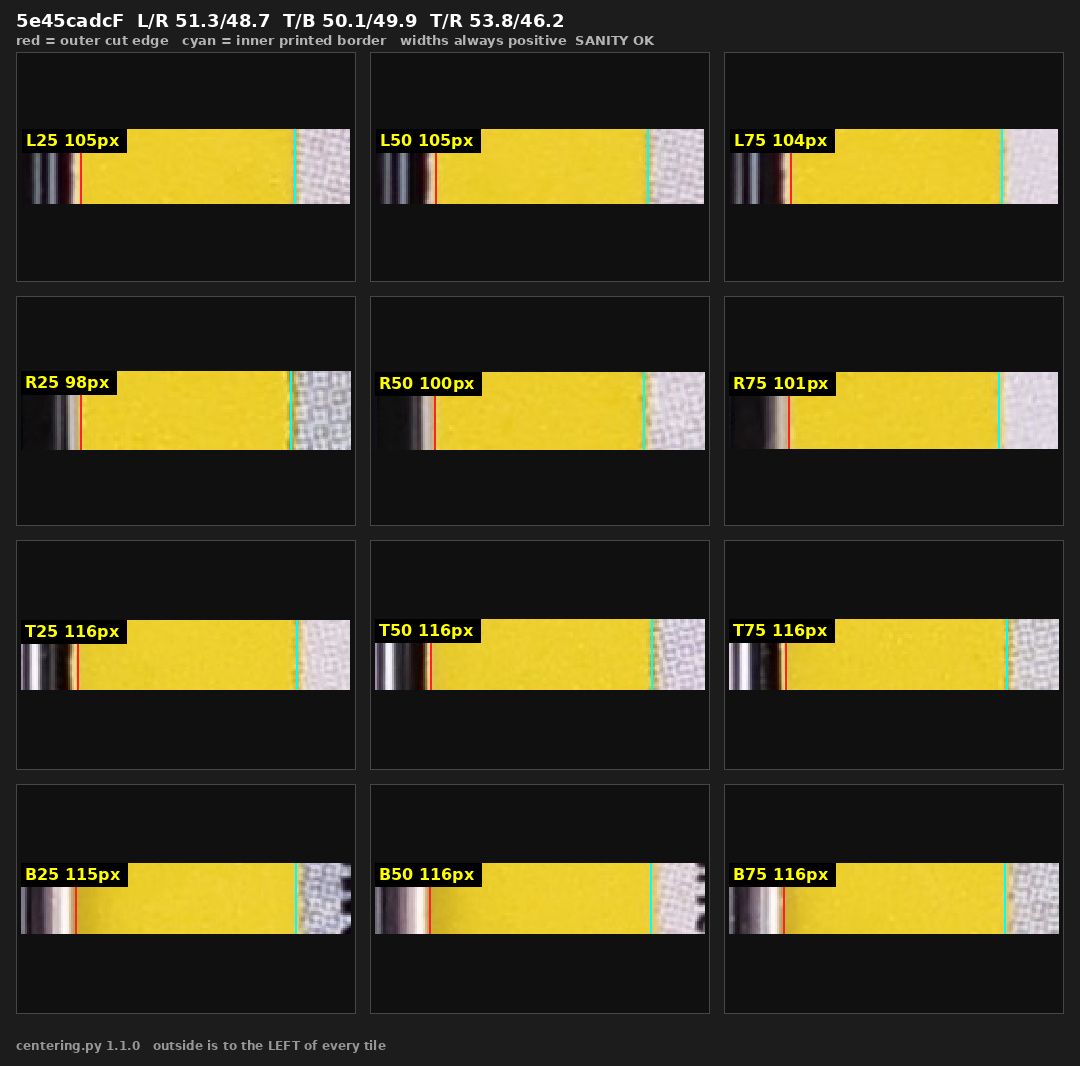 5e45cadcF  L/R 51.3/48.7  T/B 50.1/49.9  T/R 53.8/46.2
red = outer cut edge   cyan = inner printed border   widths always positive  SANITY OK
L25 105px
L50 105px
L75 104px
R25 98px
R50 100px
R75 101px
T25 116px
T50 116px
T75 116px
B25 115px
B50 116px
B75 116px
centering.py 1.1.0   outside is to the LEFT of every tile